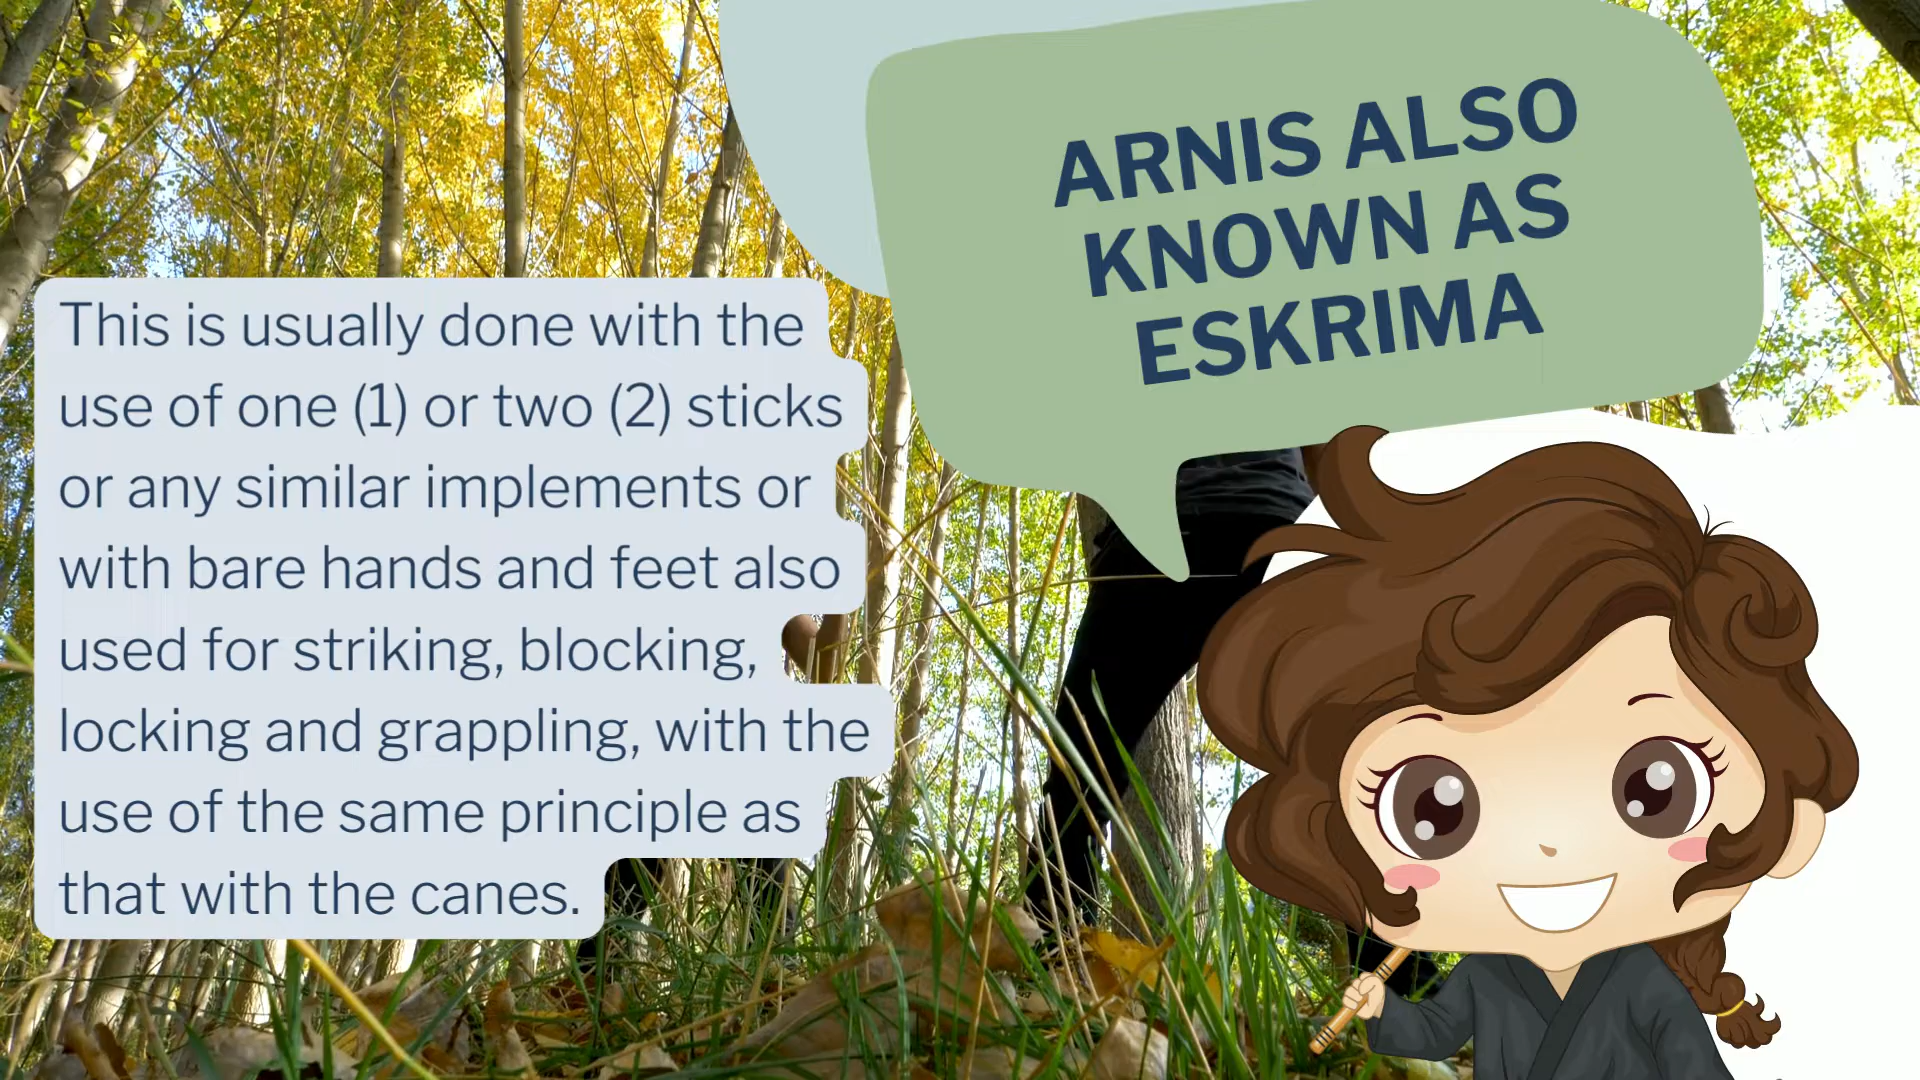 ARNIS ALSO
KNOWN AS
ESKRIMA
This is usually done with the
use of one (1) or two (2) sticks
or any similar implements or
with bare hands and feet also
used for striking, blocking,
locking and grappling, with the
use of the same principle as
that with the canes.